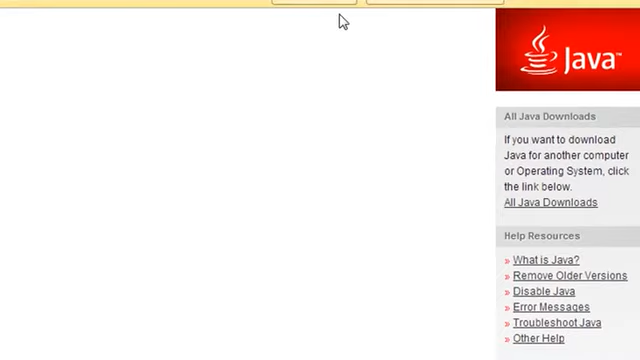 Java™
All Java Downloads
If you want to download
Java for another computer
or Operating System, click
the link below.
All Java Downloads
Help Resources
» What is Java?
» Remove Older Versions
» Disable Java
» Error Messages
» Troubleshoot Java
» Other Help